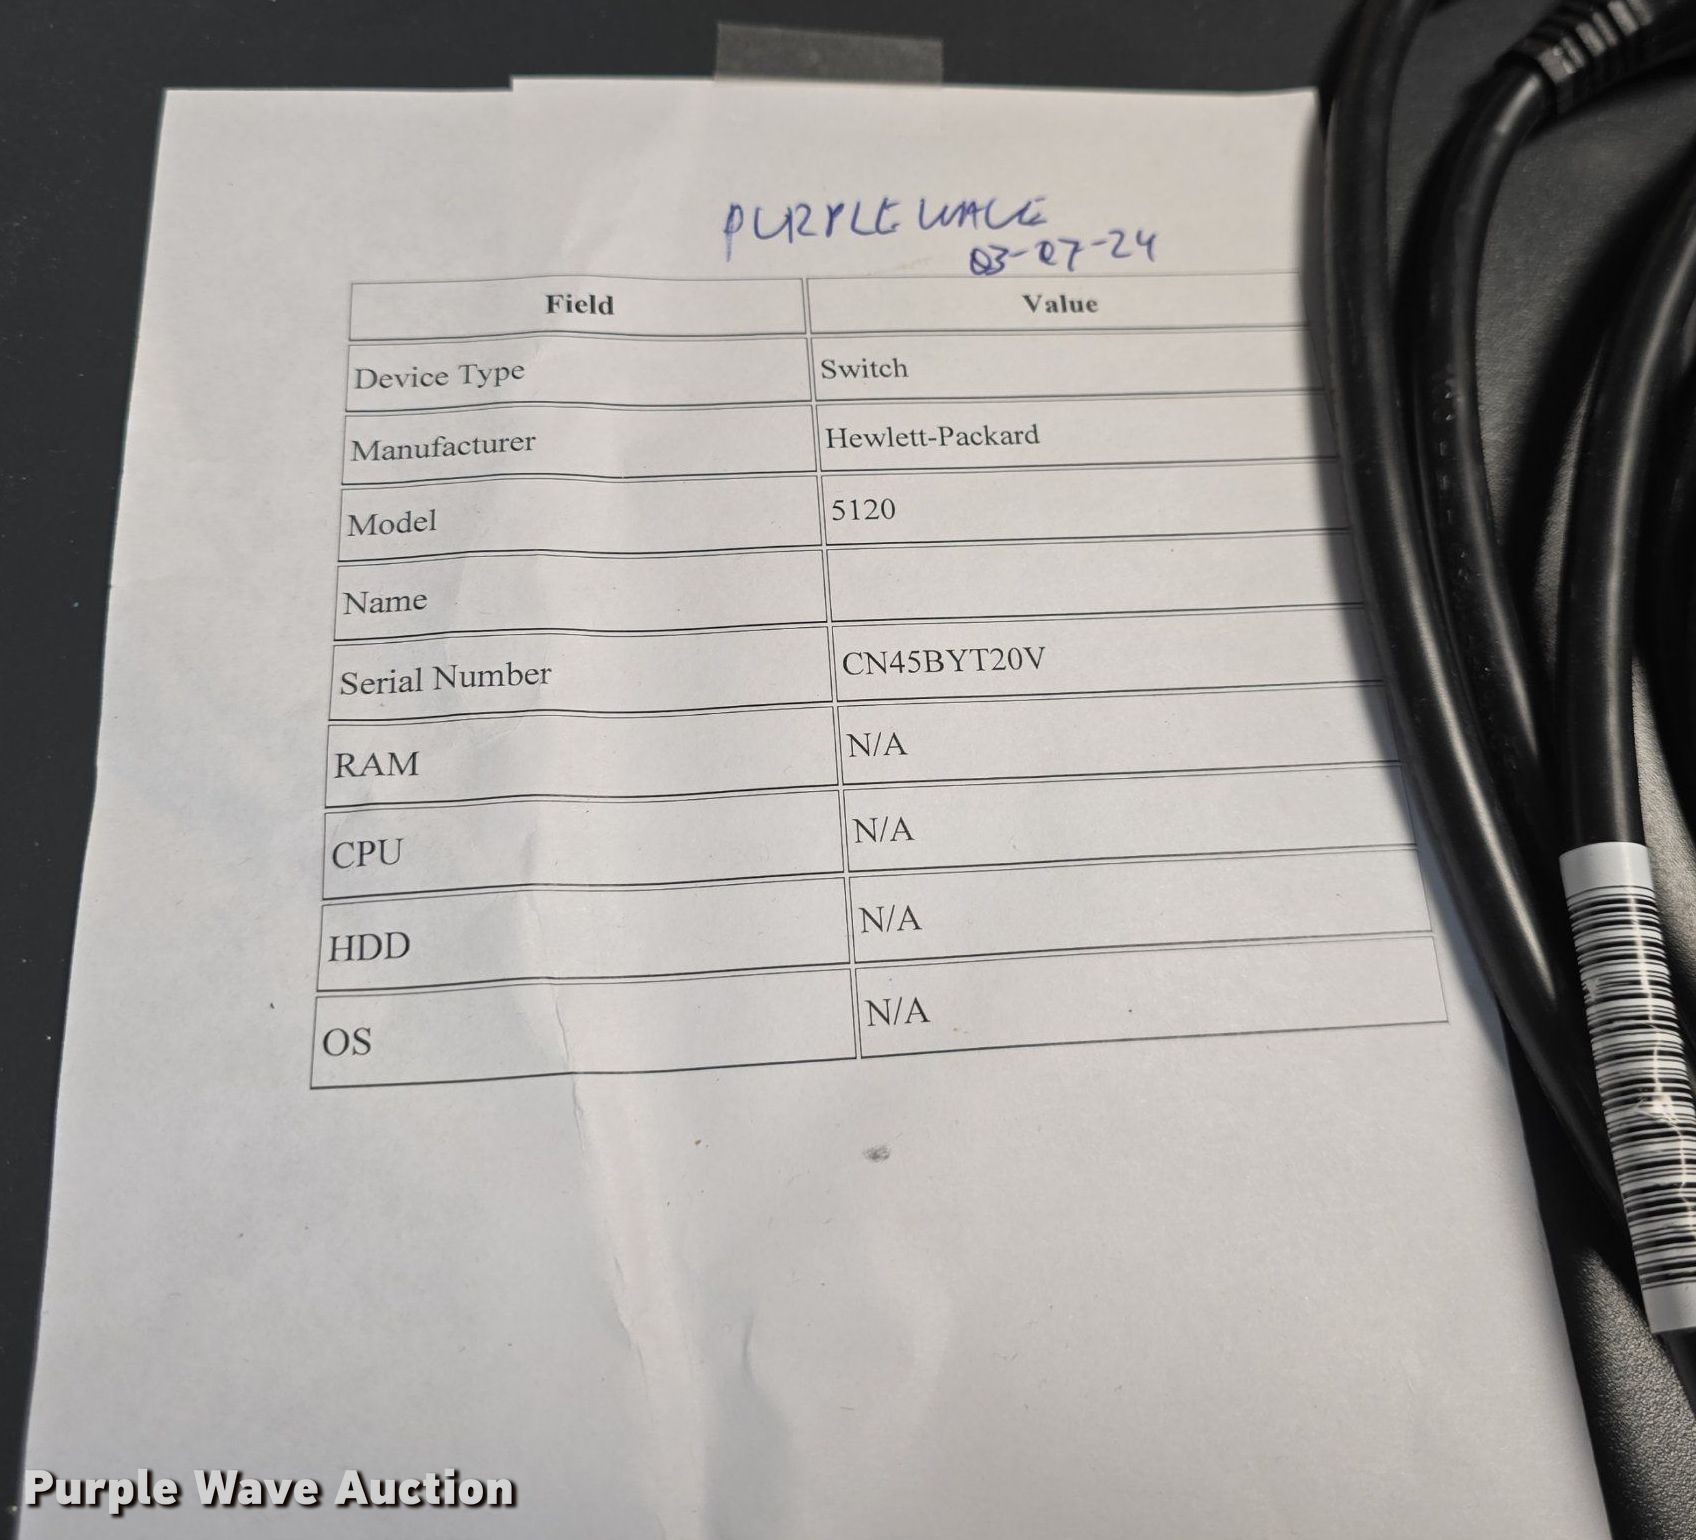 PURPLE WAVE
03-07-24
Field Value
Device Type Switch
Manufacturer Hewlett-Packard
Model 5120
Name
Serial Number CN45BYT20V
RAM N/A
CPU N/A
HDD N/A
OS N/A
Purple Wave Auction